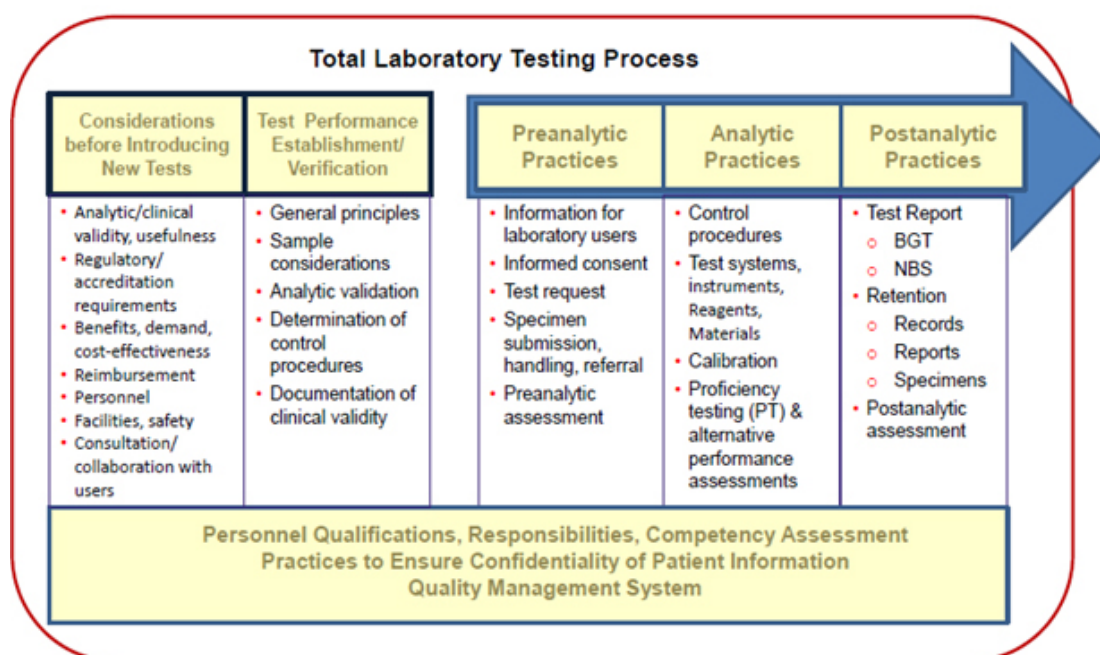 Total Laboratory Testing Process
Considerations
before Introducing
New Tests
• Analytic/clinical
validity, usefulness
• Regulatory/
accreditation
requirements
• Benefits, demand,
cost-effectiveness
• Reimbursement
• Personnel
• Facilities, safety
• Consultation/
collaboration with
users
Test Performance
Establishment/
Verification
• General principles
• Sample
considerations
• Analytic validation
• Determination of
control
procedures
• Documentation of
clinical validity
Preanalytic
Practices
• Information for
laboratory users
• Informed consent
• Test request
• Specimen
submission,
handling, referral
• Preanalytic
assessment
Analytic
Practices
• Control
procedures
• Test systems,
instruments,
Reagents,
Materials
• Calibration
• Proficiency
testing (PT) &
alternative
performance
assessments
Postanalytic
Practices
• Test Report
o BGT
o NBS
• Retention
o Records
o Reports
o Specimens
• Postanalytic
assessment
Personnel Qualifications, Responsibilities, Competency Assessment
Practices to Ensure Confidentiality of Patient Information
Quality Management System